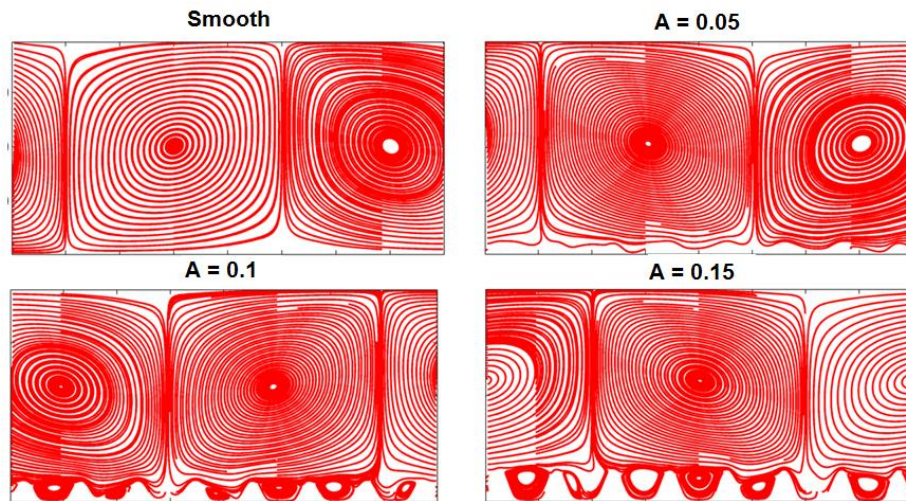 Smooth
A = 0.05
A = 0.1
A = 0.15